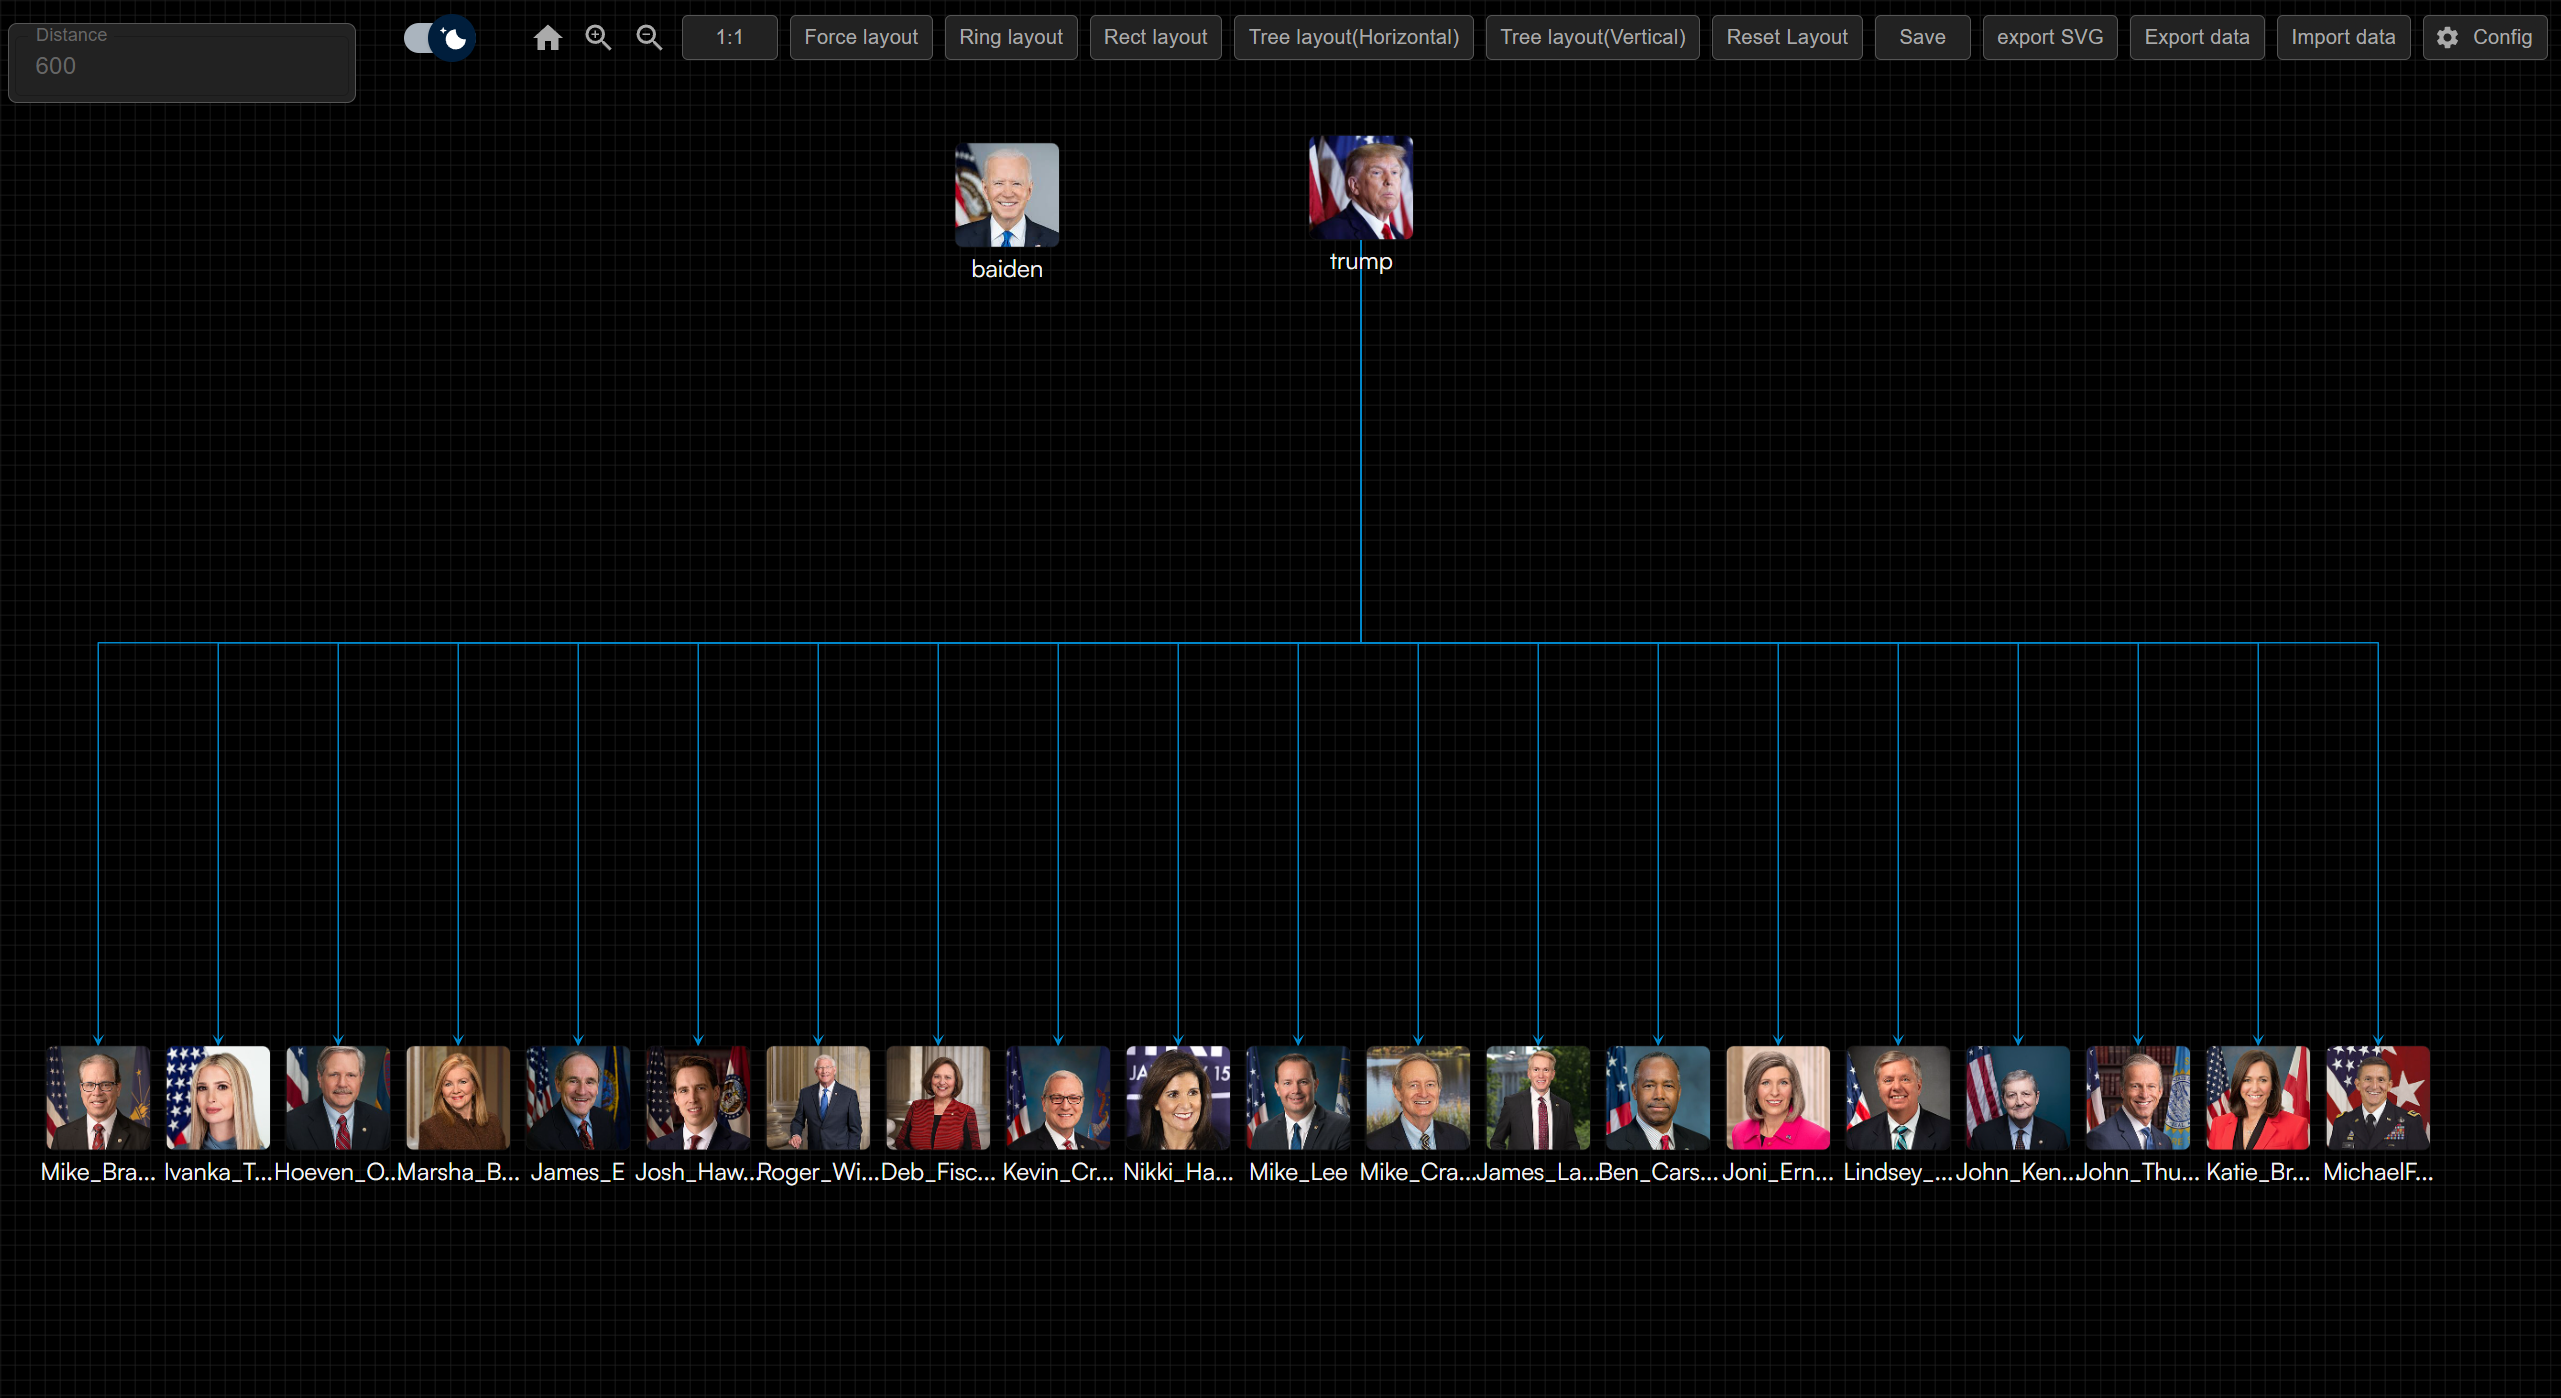 Distance
600
1:1
Force layout
Ring layout
Rect layout
Tree layout(Horizontal)
Tree layout(Vertical)
Reset Layout
Save
export SVG
Export data
Import data
Config
baiden
trump
JA
Y 15
Mike_Bra...
Ivanka_T...
Hoeven_O...
Marsha_B...
James_E
Josh_Haw...
Roger_Wi...
Deb_Fisc...
Kevin_Cr...
Nikki_Ha...
Mike_Lee
Mike_Cra...
James_La...
Ben_Cars...
Joni_Ern...
Lindsey_...
John_Ken...
John_Thu...
Katie_Br...
MichaelF...